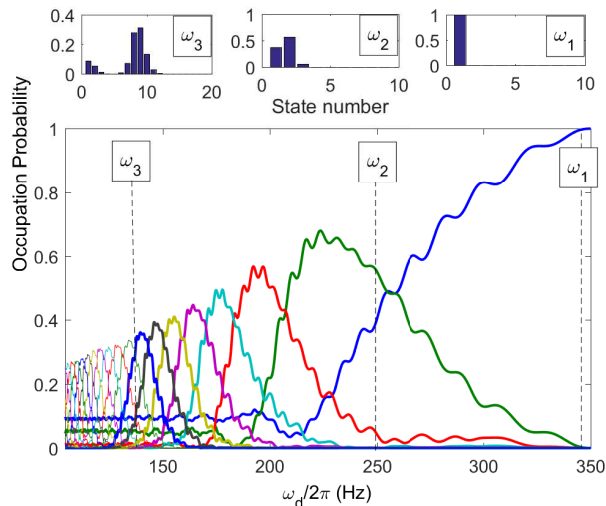 0.4
0.2
0
ω3
0 10 20
1
0.5
0
ω2
0 5 10
1
0.5
0
ω1
0 5 10
State number
Occupation Probability
1
0.8
0.6
0.4
0.2
0
ω3
ω2
ω1
150 200 250 300 350
ωd/2π (Hz)